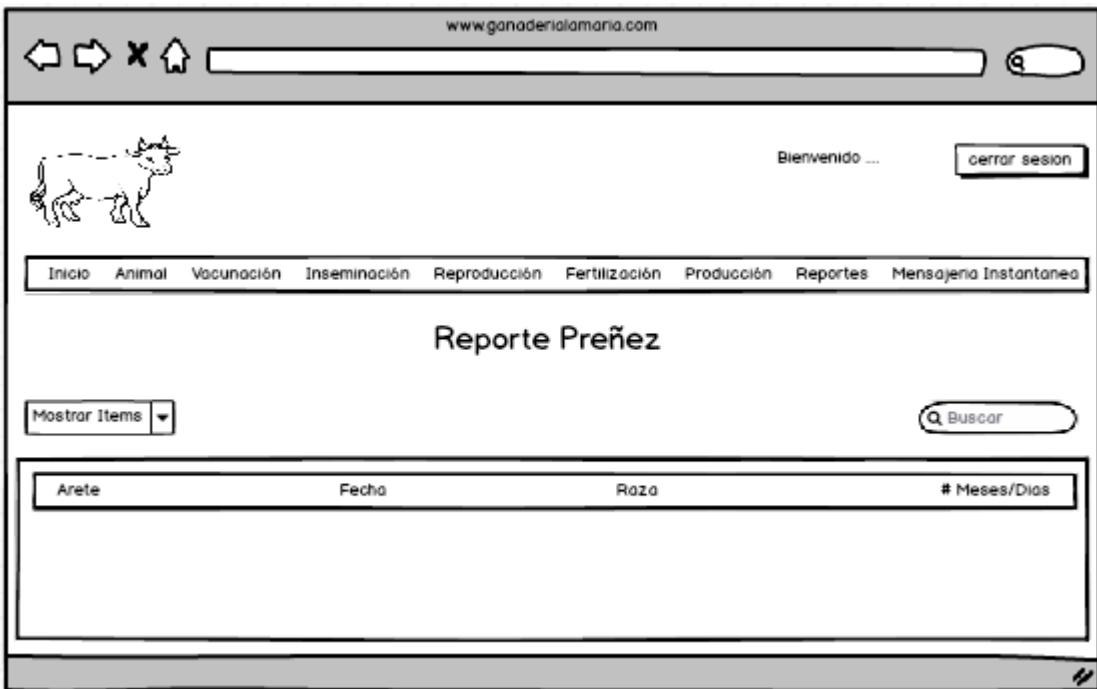 www.ganaderialamaria.com
Bienvenido ...
cerrar sesion
Inicio Animal Vacunación Inseminación Reproducción Fertilización Producción Reportes Mensajeria Instantanea
Reporte Preñez
Mostrar Items
Buscar
Arete Fecha Raza # Meses/Dias